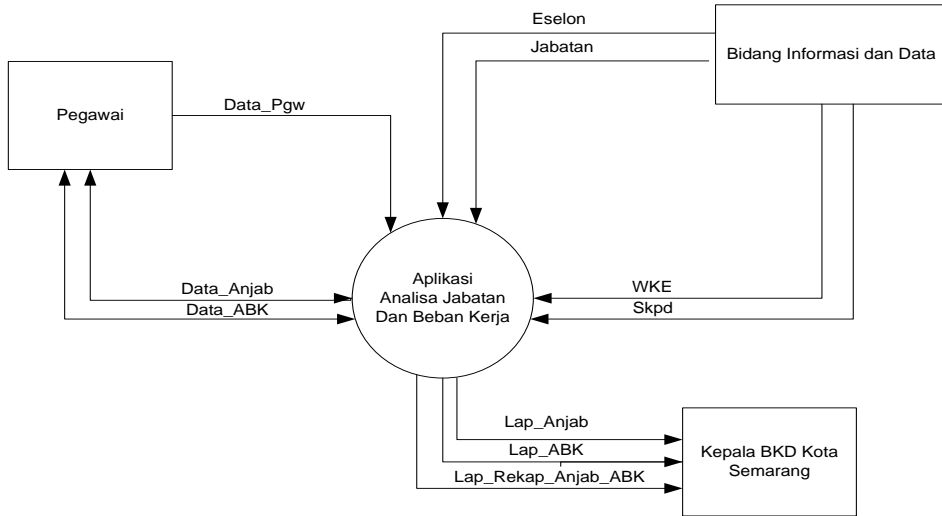 Eselon
Jabatan
Bidang Informasi dan Data
Pegawai
Data_Pgw
Aplikasi
Analisa Jabatan
Dan Beban Kerja
Data_Anjab
Data_ABK
WKE
Skpd
Lap_Anjab
Lap_ABK
Lap_Rekap_Anjab_ABK
Kepala BKD Kota
Semarang